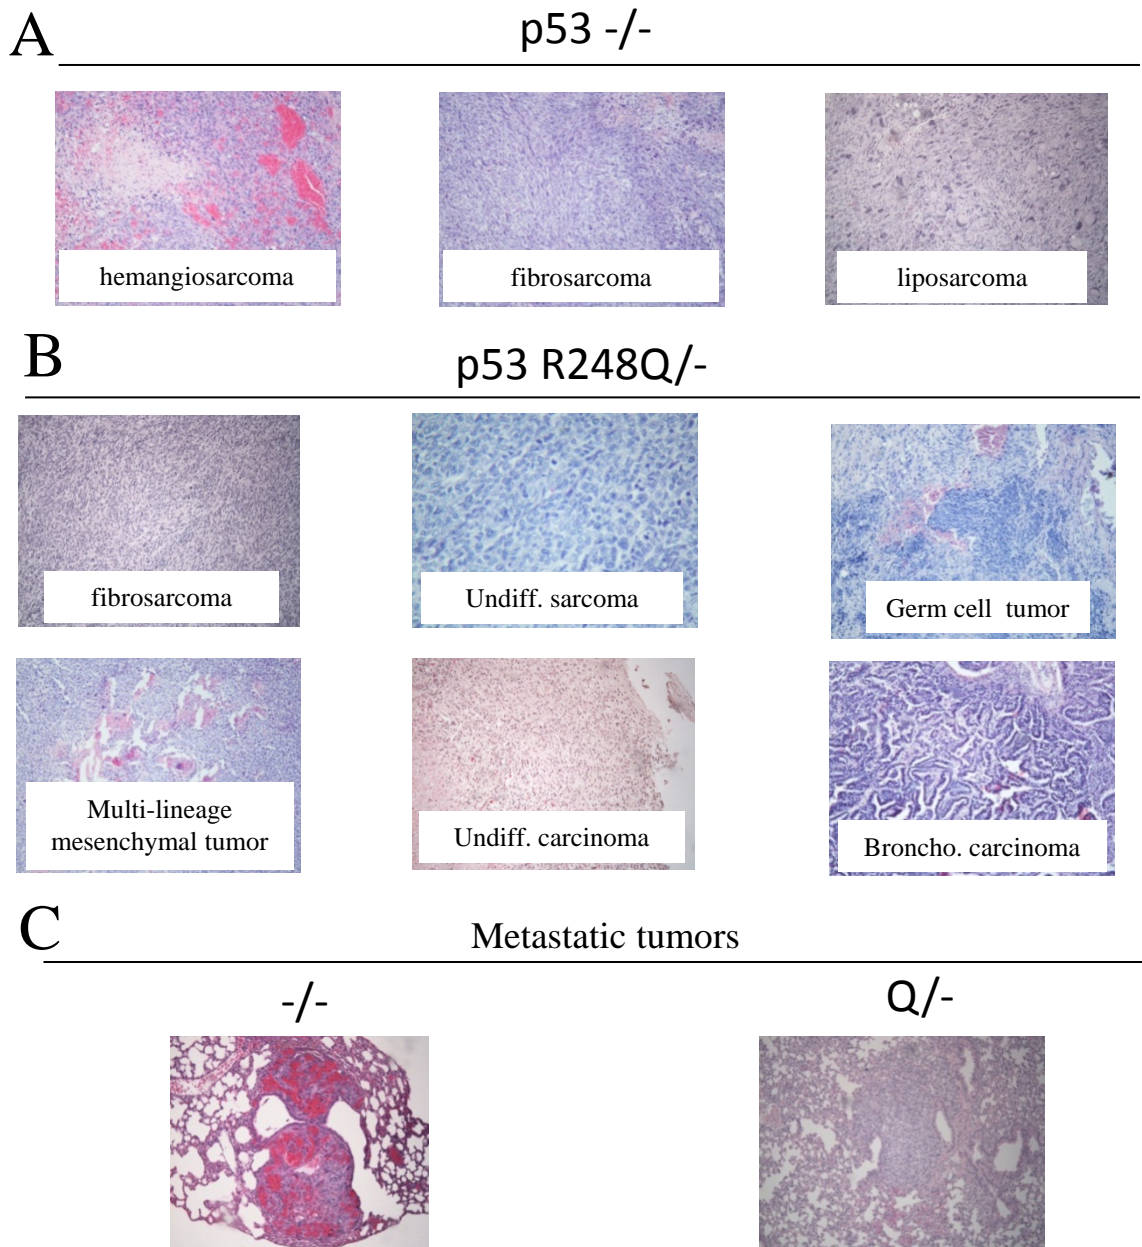 A
p53 -/-
hemangiosarcoma
fibrosarcoma
liposarcoma
B
p53 R248Q/-
fibrosarcoma
Undiff. sarcoma
Germ cell  tumor
Multi-lineage
mesenchymal tumor
Undiff. carcinoma
Broncho. carcinoma
C
Metastatic tumors
-/-
Q/-